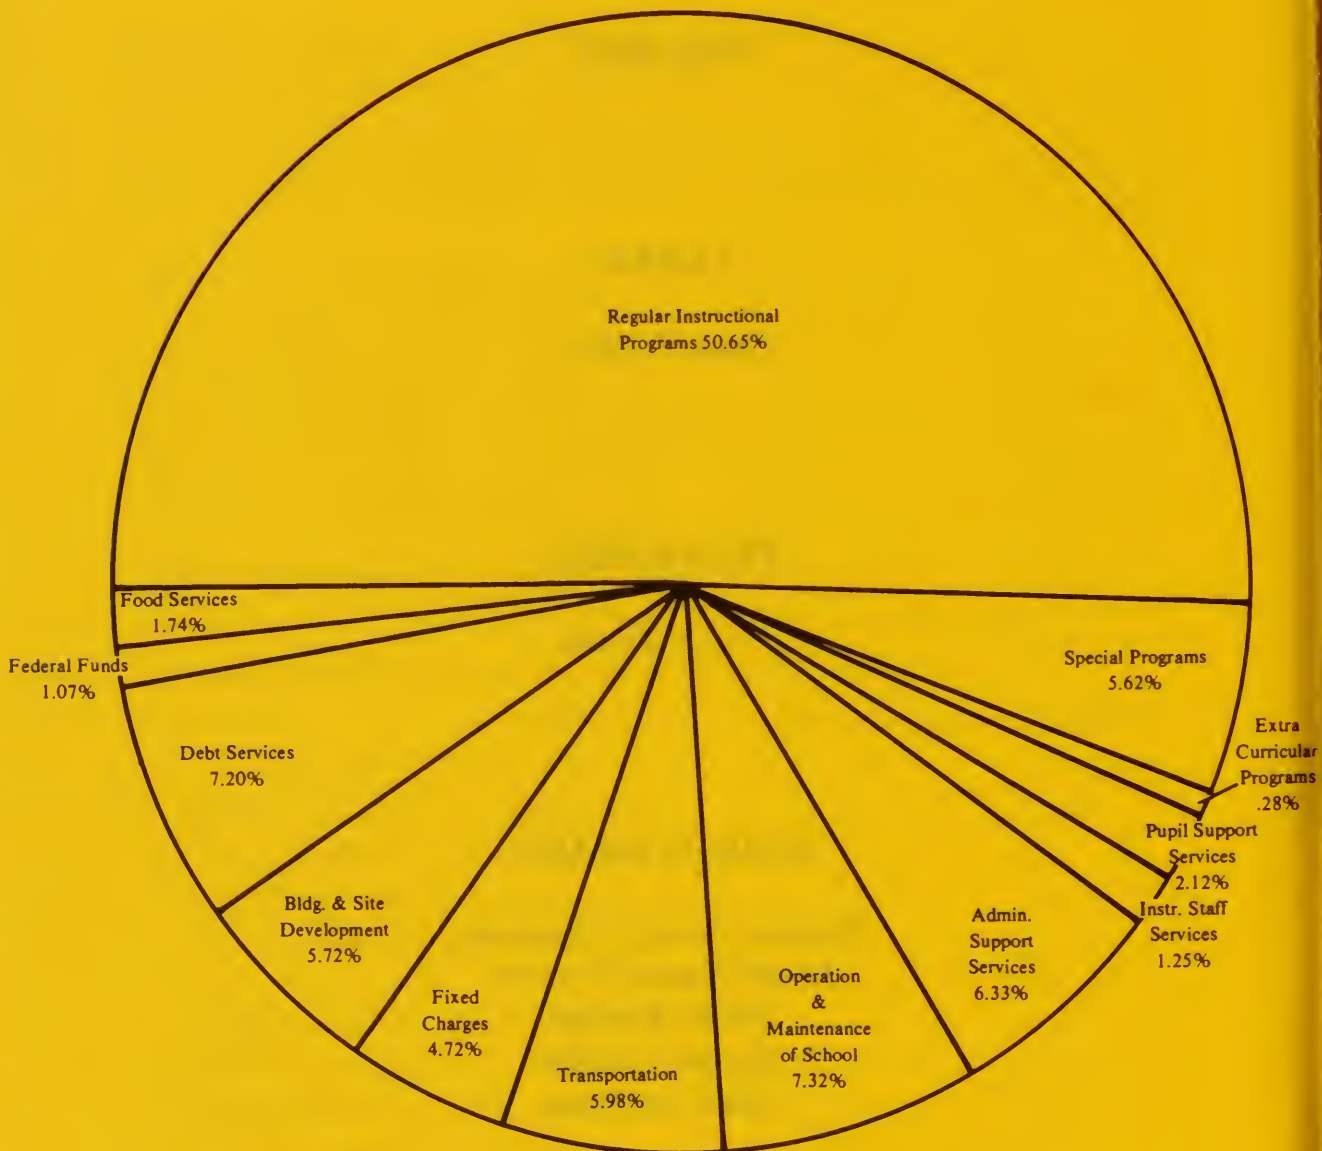 Regular Instructional
Programs 50.65%
Food Services
1.74%
Federal Funds
1.07%
Debt Services
7.20%
Bldg. & Site
Development
5.72%
Fixed
Charges
4.72%
Transportation
5.98%
Operation
&
Maintenance
of School
7.32%
Admin.
Support
Services
6.33%
Instr. Staff
Services
1.25%
Pupil Support
Services
2.12%
Extra
Curricular
Programs
.28%
Special Programs
5.62%